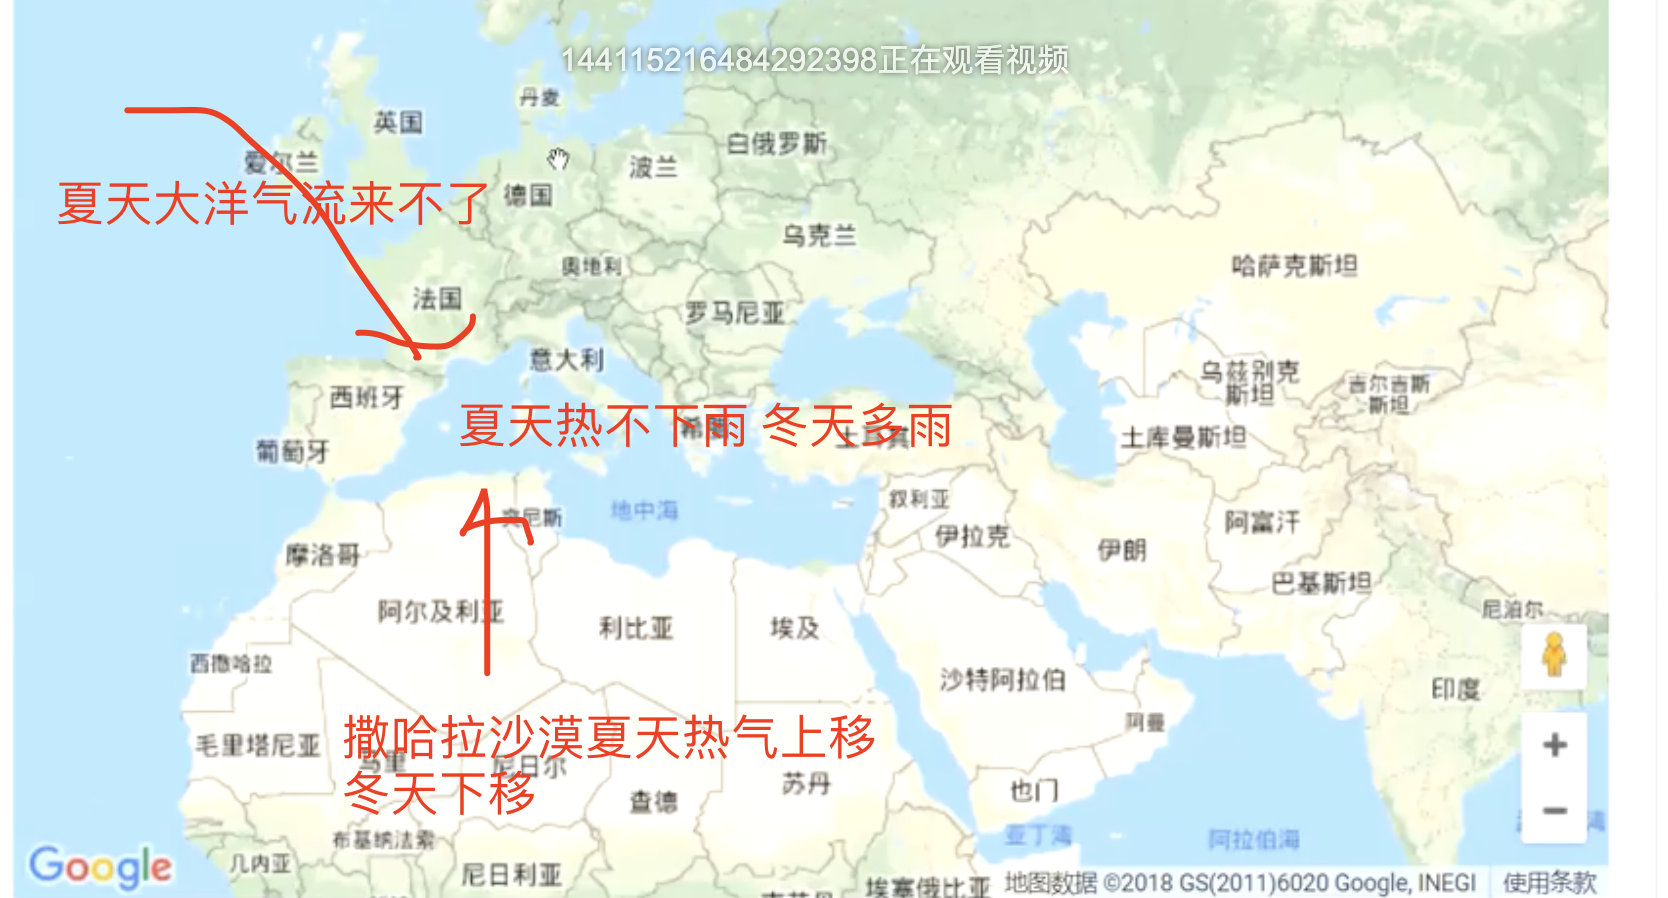 144115216484292398正在观看视频
丹麦
英国
白俄罗斯
爱尔兰
波兰
德国
夏天大洋气流来不了
乌克兰
奥地利
哈萨克斯坦
法国
罗马尼亚
意大利
乌兹别克
斯坦
吉尔吉斯
斯坦
西班牙
夏天热不下雨 冬天多雨
希腊
土耳其
土库曼斯坦
葡萄牙
叙利亚
地中海
突尼斯
阿富汗
伊拉克
伊朗
摩洛哥
巴基斯坦
阿尔及利亚
利比亚
埃及
尼泊尔
西撒哈拉
沙特阿拉伯
印度
阿曼
撒哈拉沙漠夏天热气上移
毛里塔尼亚
马里
尼日尔
冬天下移
苏丹
也门
查德
布基纳法索
亚丁湾
阿拉伯海
几内亚
尼日利亚
埃塞俄比亚
Google
地图数据 ©2018 GS(2011)6020 Google, INEGI
使用条款